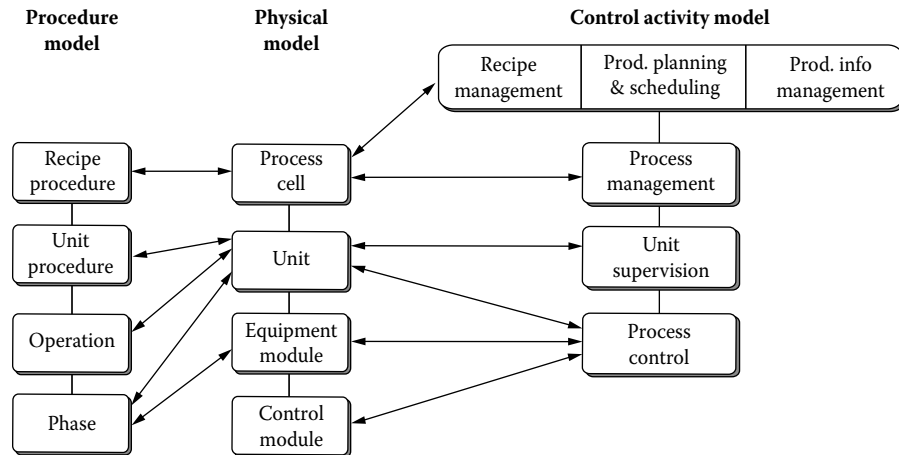 Procedure
model
Physical
model
Control activity model
Recipe
management
Prod. planning
& scheduling
Prod. info
management
Recipe
procedure
Process
cell
Process
management
Unit
procedure
Unit
Unit
supervision
Operation
Equipment
module
Process
control
Phase
Control
module